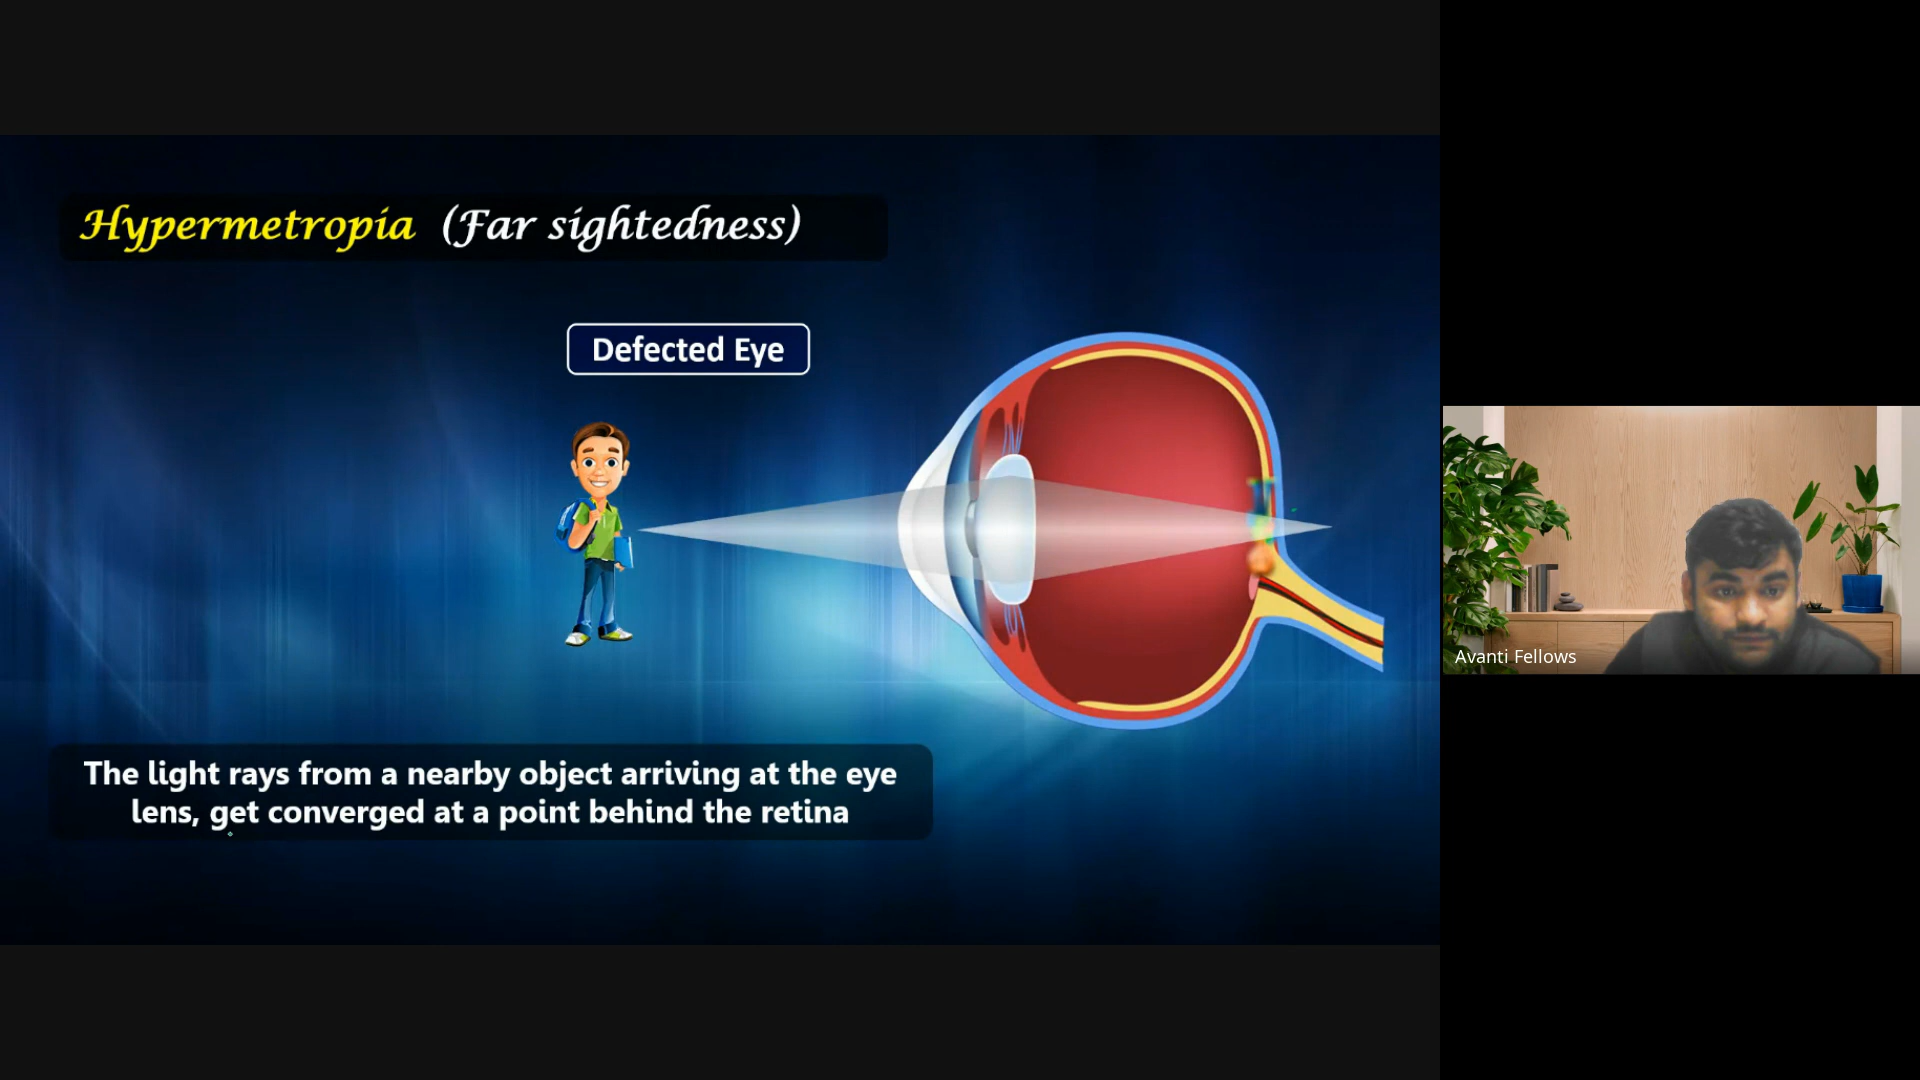 Hypermetropia (Far sightedness)
Defected Eye
The light rays from a nearby object arriving at the eye
lens, get converged at a point behind the retina
Avanti Fellows